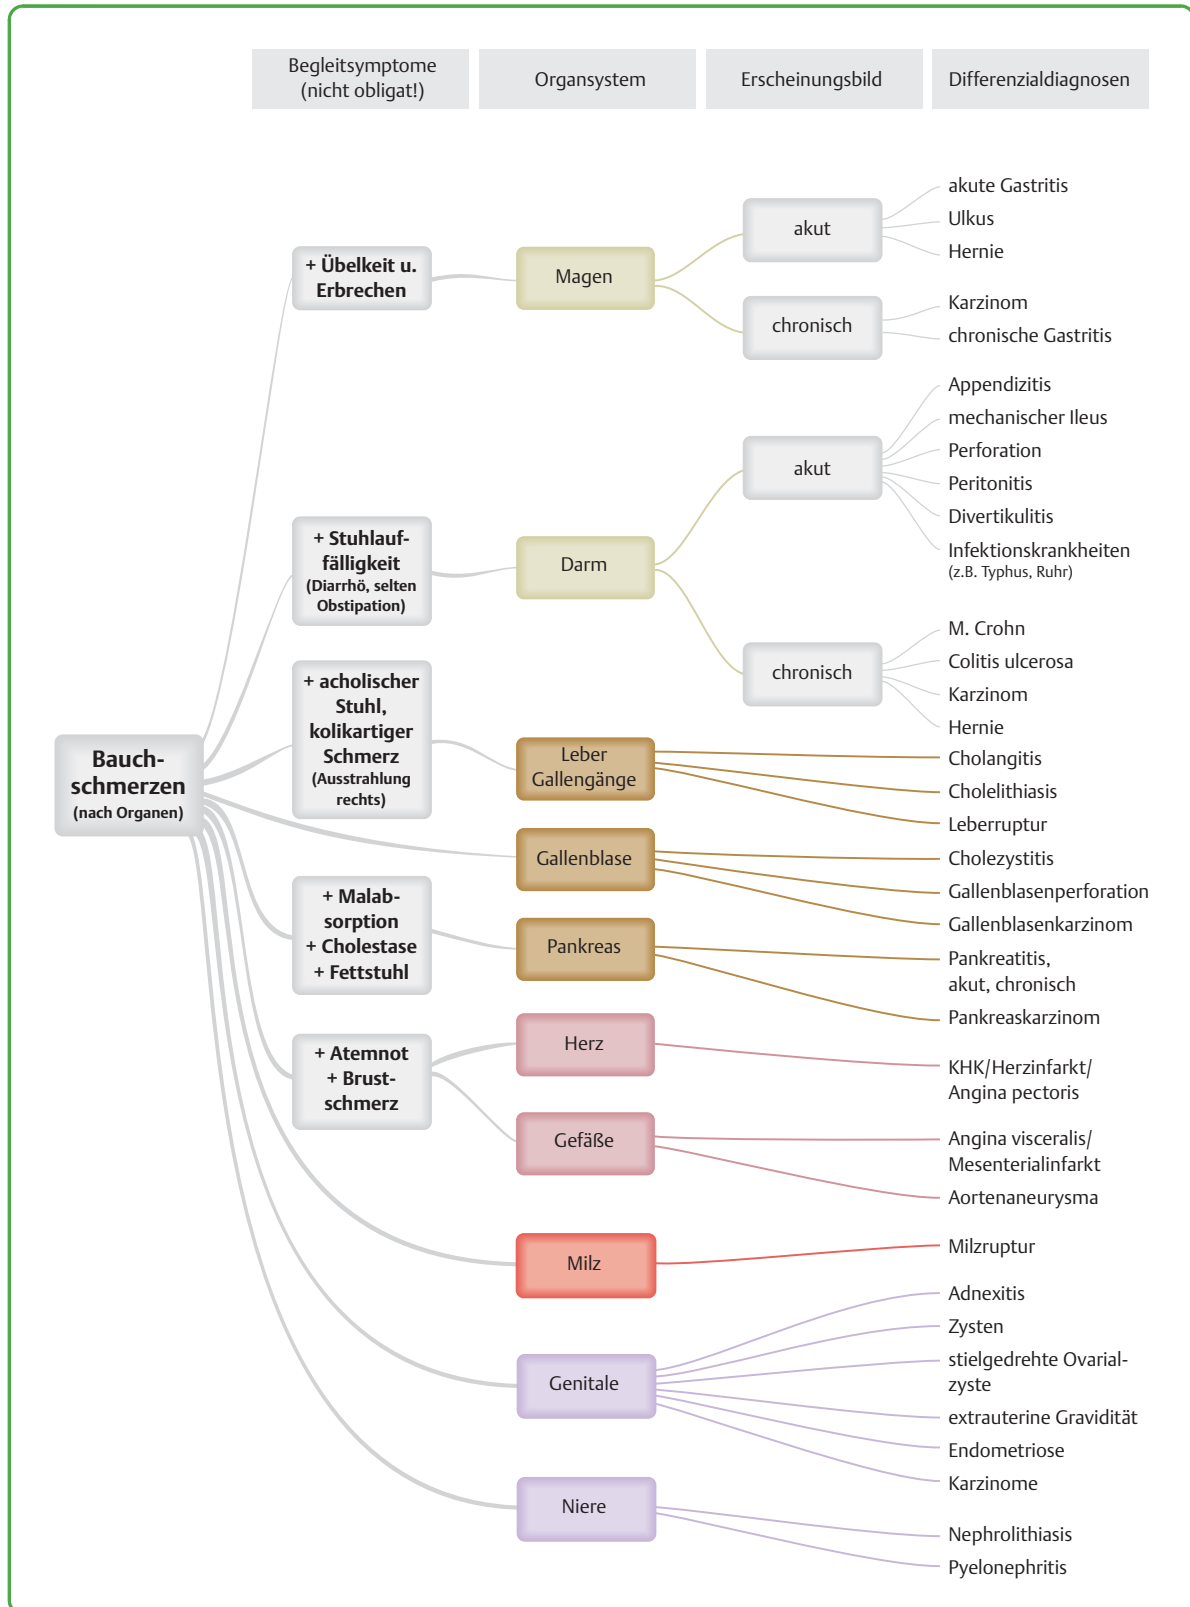 Begleitsymptome
(nicht obligat!)
Organsystem
Erscheinungsbild
Differenzialdiagnosen
Bauch-
schmerzen
(nach Organen)
+ Übelkeit u.
Erbrechen
Magen
akut
akute Gastritis
Ulkus
Hernie
chronisch
Karzinom
chronische Gastritis
+ Stuhlauf-
fälligkeit
(Diarrhö, selten
Obstipation)
Darm
akut
Appendizitis
mechanischer Ileus
Perforation
Peritonitis
Divertikulitis
Infektionskrankheiten
(z.B. Typhus, Ruhr)
chronisch
M. Crohn
Colitis ulcerosa
Karzinom
Hernie
+ acholischer
Stuhl,
kolikartiger
Schmerz
(Ausstrahlung
rechts)
Leber
Gallengänge
Cholangitis
Cholelithiasis
Leberruptur
Gallenblase
Cholezystitis
Gallenblasenperforation
Gallenblasenkarzinom
+ Malab-
sorption
+ Cholestase
+ Fettstuhl
Pankreas
Pankreatitis,
akut, chronisch
Pankreaskarzinom
+ Atemnot
+ Brust-
schmerz
Herz
KHK/Herzinfarkt/
Angina pectoris
Gefäße
Angina visceralis/
Mesenterialinfarkt
Aortenaneurysma
Milz
Milzruptur
Genitale
Adnexitis
Zysten
stielgedrehte Ovarial-
zyste
extrauterine Gravidität
Endometriose
Karzinome
Niere
Nephrolithiasis
Pyelonephritis